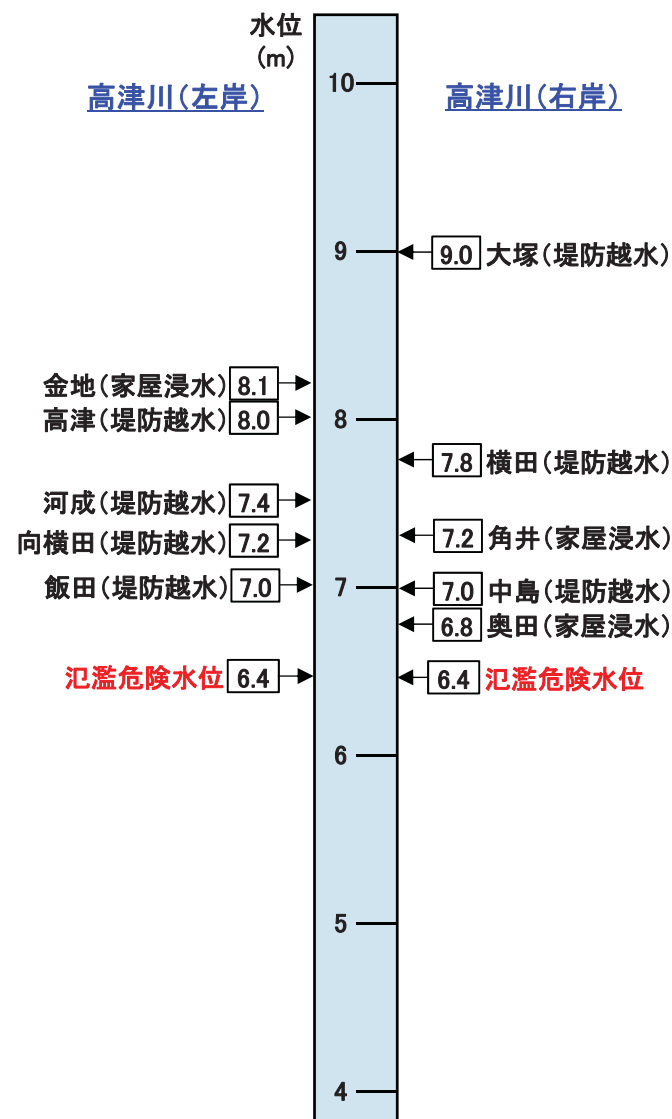 水位
(m)
高津川(左岸)
高津川(右岸)
10
9
9.0 大塚(堤防越水)
金地(家屋浸水) 8.1
高津(堤防越水) 8.0
8
7.8 横田(堤防越水)
河成(堤防越水) 7.4
向横田(堤防越水) 7.2
7.2 角井(家屋浸水)
飯田(堤防越水) 7.0
7
7.0 中島(堤防越水)
6.8 奥田(家屋浸水)
氾濫危険水位 6.4
6.4 氾濫危険水位
6
5
4